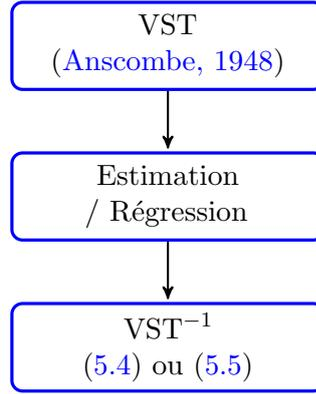 VST
(Anscombe, 1948)
Estimation
/ Régression
VST⁻¹
(5.4) ou (5.5)